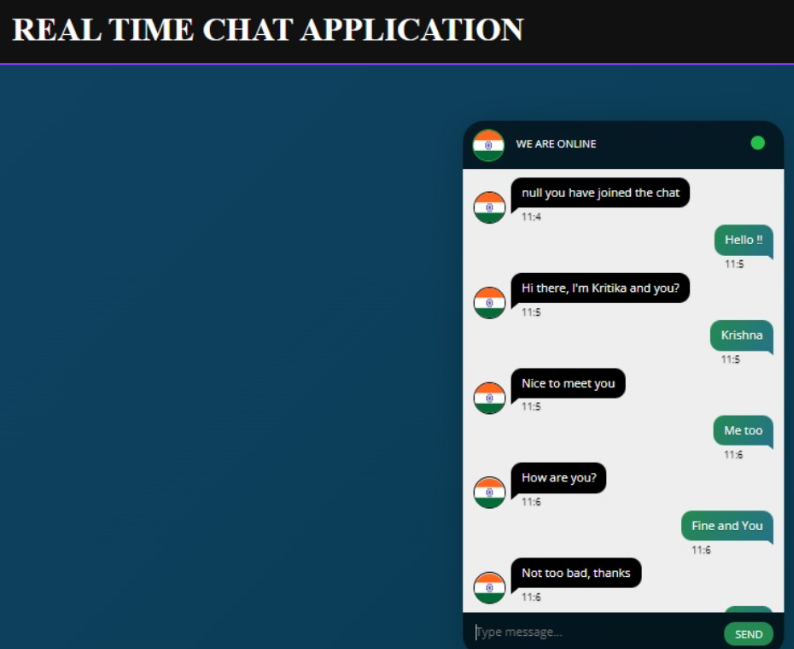 REAL TIME CHAT APPLICATION
WE ARE ONLINE
null you have joined the chat
11:4
Hello !!
11:5
Hi there, I'm Kritika and you?
11:5
Krishna
11:5
Nice to meet you
11:5
Me too
11:6
How are you?
11:6
Fine and You
11:6
Not too bad, thanks
11:6
Type message...
SEND